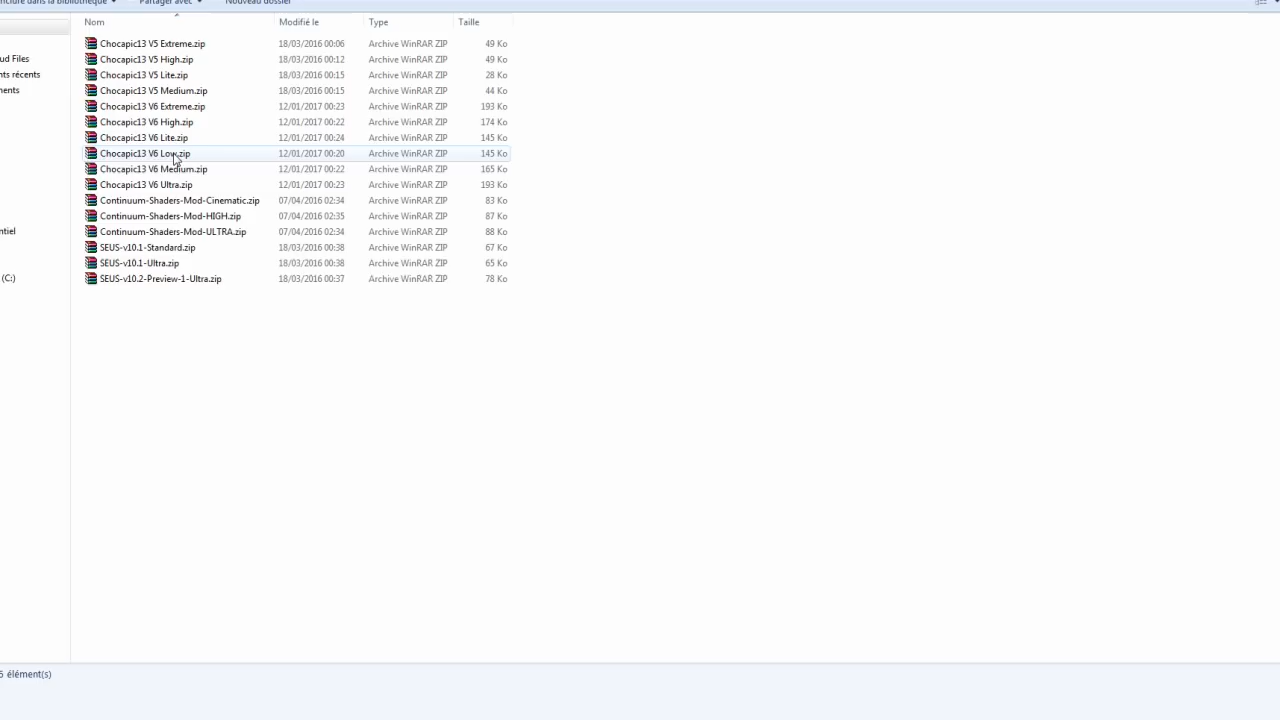 inclure dans la bibliothèque Partager avec Nouveau dossier
Nom Modifié le Type Taille
Chocapic13 V5 Extreme.zip 18/03/2016 00:06 Archive WinRAR ZIP 49 Ko
Chocapic13 V5 High.zip 18/03/2016 00:12 Archive WinRAR ZIP 49 Ko
ud Files
Chocapic13 V5 Lite.zip 18/03/2016 00:15 Archive WinRAR ZIP 28 Ko
nts récents
Chocapic13 V5 Medium.zip 18/03/2016 00:15 Archive WinRAR ZIP 44 Ko
ments
Chocapic13 V6 Extreme.zip 12/01/2017 00:23 Archive WinRAR ZIP 193 Ko
Chocapic13 V6 High.zip 12/01/2017 00:22 Archive WinRAR ZIP 174 Ko
Chocapic13 V6 Lite.zip 12/01/2017 00:24 Archive WinRAR ZIP 145 Ko
Chocapic13 V6 Low.zip 12/01/2017 00:20 Archive WinRAR ZIP 145 Ko
Chocapic13 V6 Medium.zip 12/01/2017 00:22 Archive WinRAR ZIP 165 Ko
Chocapic13 V6 Ultra.zip 12/01/2017 00:23 Archive WinRAR ZIP 193 Ko
Continuum-Shaders-Mod-Cinematic.zip 07/04/2016 02:34 Archive WinRAR ZIP 83 Ko
Continuum-Shaders-Mod-HIGH.zip 07/04/2016 02:35 Archive WinRAR ZIP 87 Ko
Continuum-Shaders-Mod-ULTRA.zip 07/04/2016 02:34 Archive WinRAR ZIP 88 Ko
ntiel
SEUS-v10.1-Standard.zip 18/03/2016 00:38 Archive WinRAR ZIP 67 Ko
SEUS-v10.1-Ultra.zip 18/03/2016 00:38 Archive WinRAR ZIP 65 Ko
SEUS-v10.2-Preview-1-Ultra.zip 18/03/2016 00:37 Archive WinRAR ZIP 78 Ko
(C:)
élément(s)